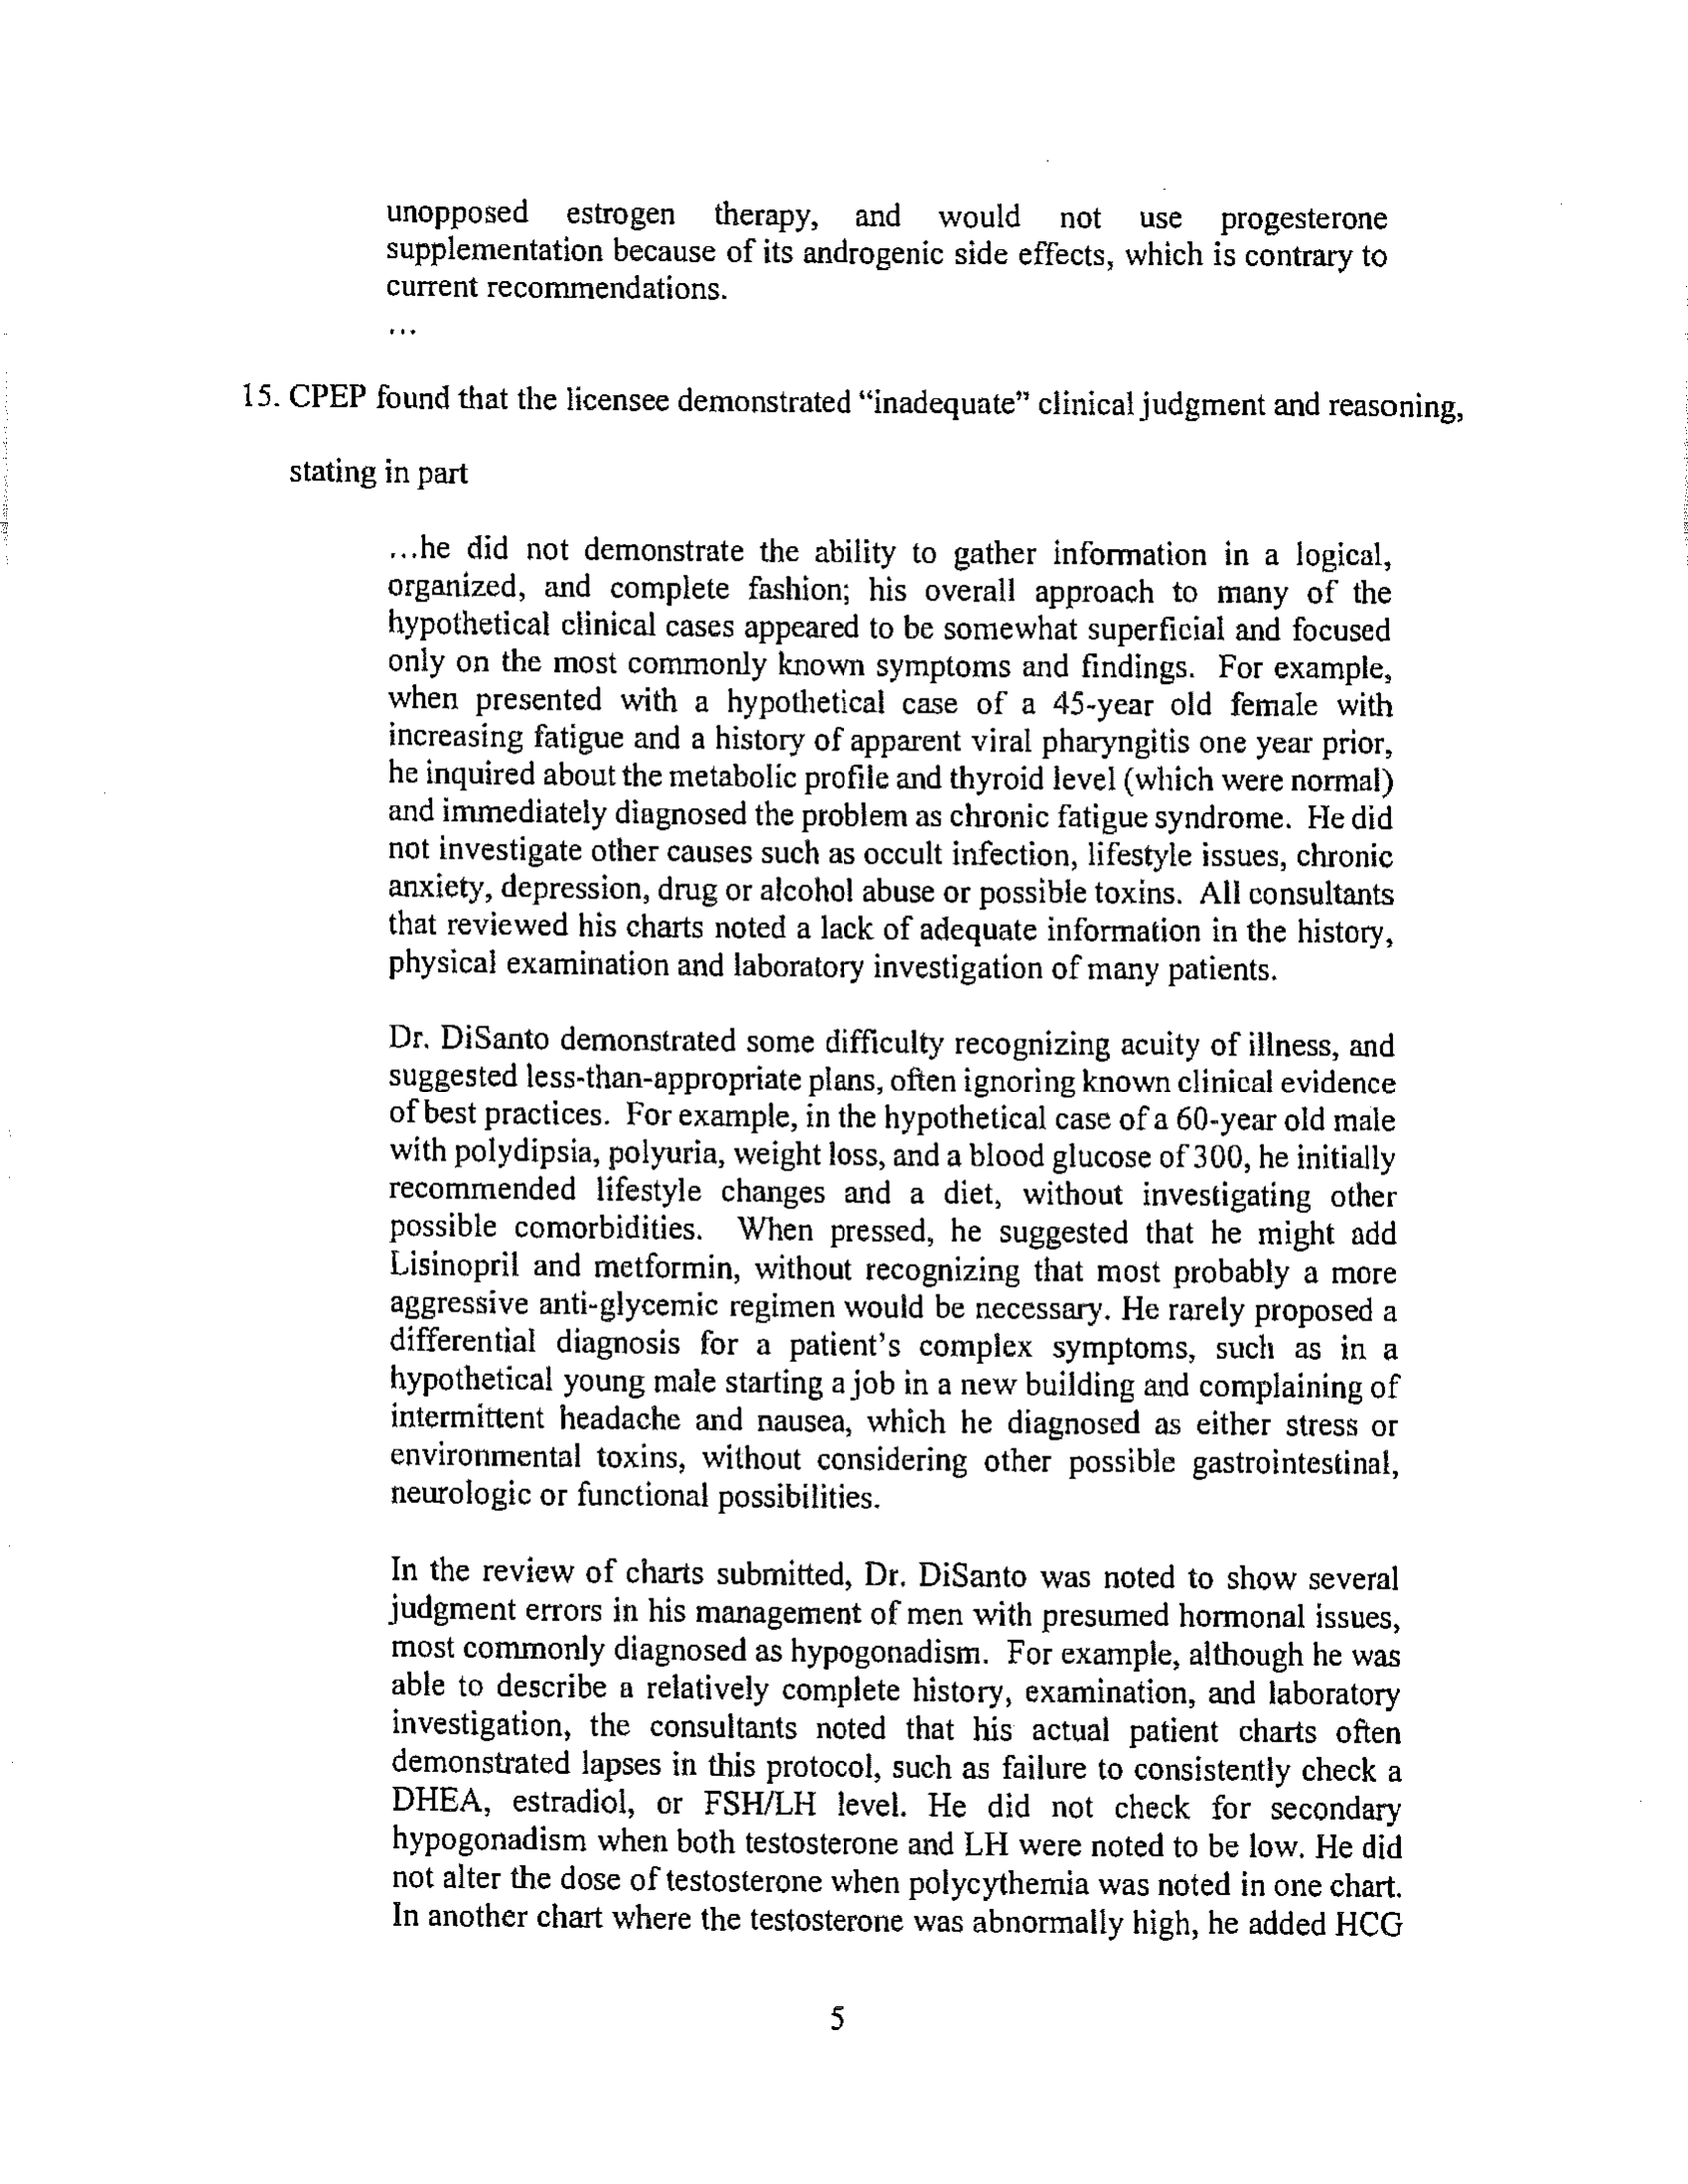 unopposed estrogen therapy, and would not use progesterone
supplementation because of its androgenic side effects, which is contrary to
current recommendations.
...
15. CPEP found that the licensee demonstrated “inadequate” clinical judgment and reasoning,
stating in part
...he did not demonstrate the ability to gather information in a logical,
organized, and complete fashion; his overall approach to many of the
hypothetical clinical cases appeared to be somewhat superficial and focused
only on the most commonly known symptoms and findings. For example,
when presented with a hypothetical case of a 45-year old female with
increasing fatigue and a history of apparent viral pharyngitis one year prior,
he inquired about the metabolic profile and thyroid level (which were normal)
and immediately diagnosed the problem as chronic fatigue syndrome. He did
not investigate other causes such as occult infection, lifestyle issues, chronic
anxiety, depression, drug or alcohol abuse or possible toxins. All consultants
that reviewed his charts noted a lack of adequate information in the history,
physical examination and laboratory investigation of many patients.
Dr. DiSanto demonstrated some difficulty recognizing acuity of illness, and
suggested less-than-appropriate plans, often ignoring known clinical evidence
of best practices. For example, in the hypothetical case of a 60-year old male
with polydipsia, polyuria, weight loss, and a blood glucose of 300, he initially
recommended lifestyle changes and a diet, without investigating other
possible comorbidities. When pressed, he suggested that he might add
Lisinopril and metformin, without recognizing that most probably a more
aggressive anti-glycemic regimen would be necessary. He rarely proposed a
differential diagnosis for a patient's complex symptoms, such as in a
hypothetical young male starting a job in a new building and complaining of
intermittent headache and nausea, which he diagnosed as either stress or
environmental toxins, without considering other possible gastrointestinal,
neurologic or functional possibilities.
In the review of charts submitted, Dr. DiSanto was noted to show several
judgment errors in his management of men with presumed hormonal issues,
most commonly diagnosed as hypogonadism. For example, although he was
able to describe a relatively complete history, examination, and laboratory
investigation, the consultants noted that his actual patient charts often
demonstrated lapses in this protocol, such as failure to consistently check a
DHEA, estradiol, or FSH/LH level. He did not check for secondary
hypogonadism when both testosterone and LH were noted to be low. He did
not alter the dose of testosterone when polycythemia was noted in one chart.
In another chart where the testosterone was abnormally high, he added HCG
5